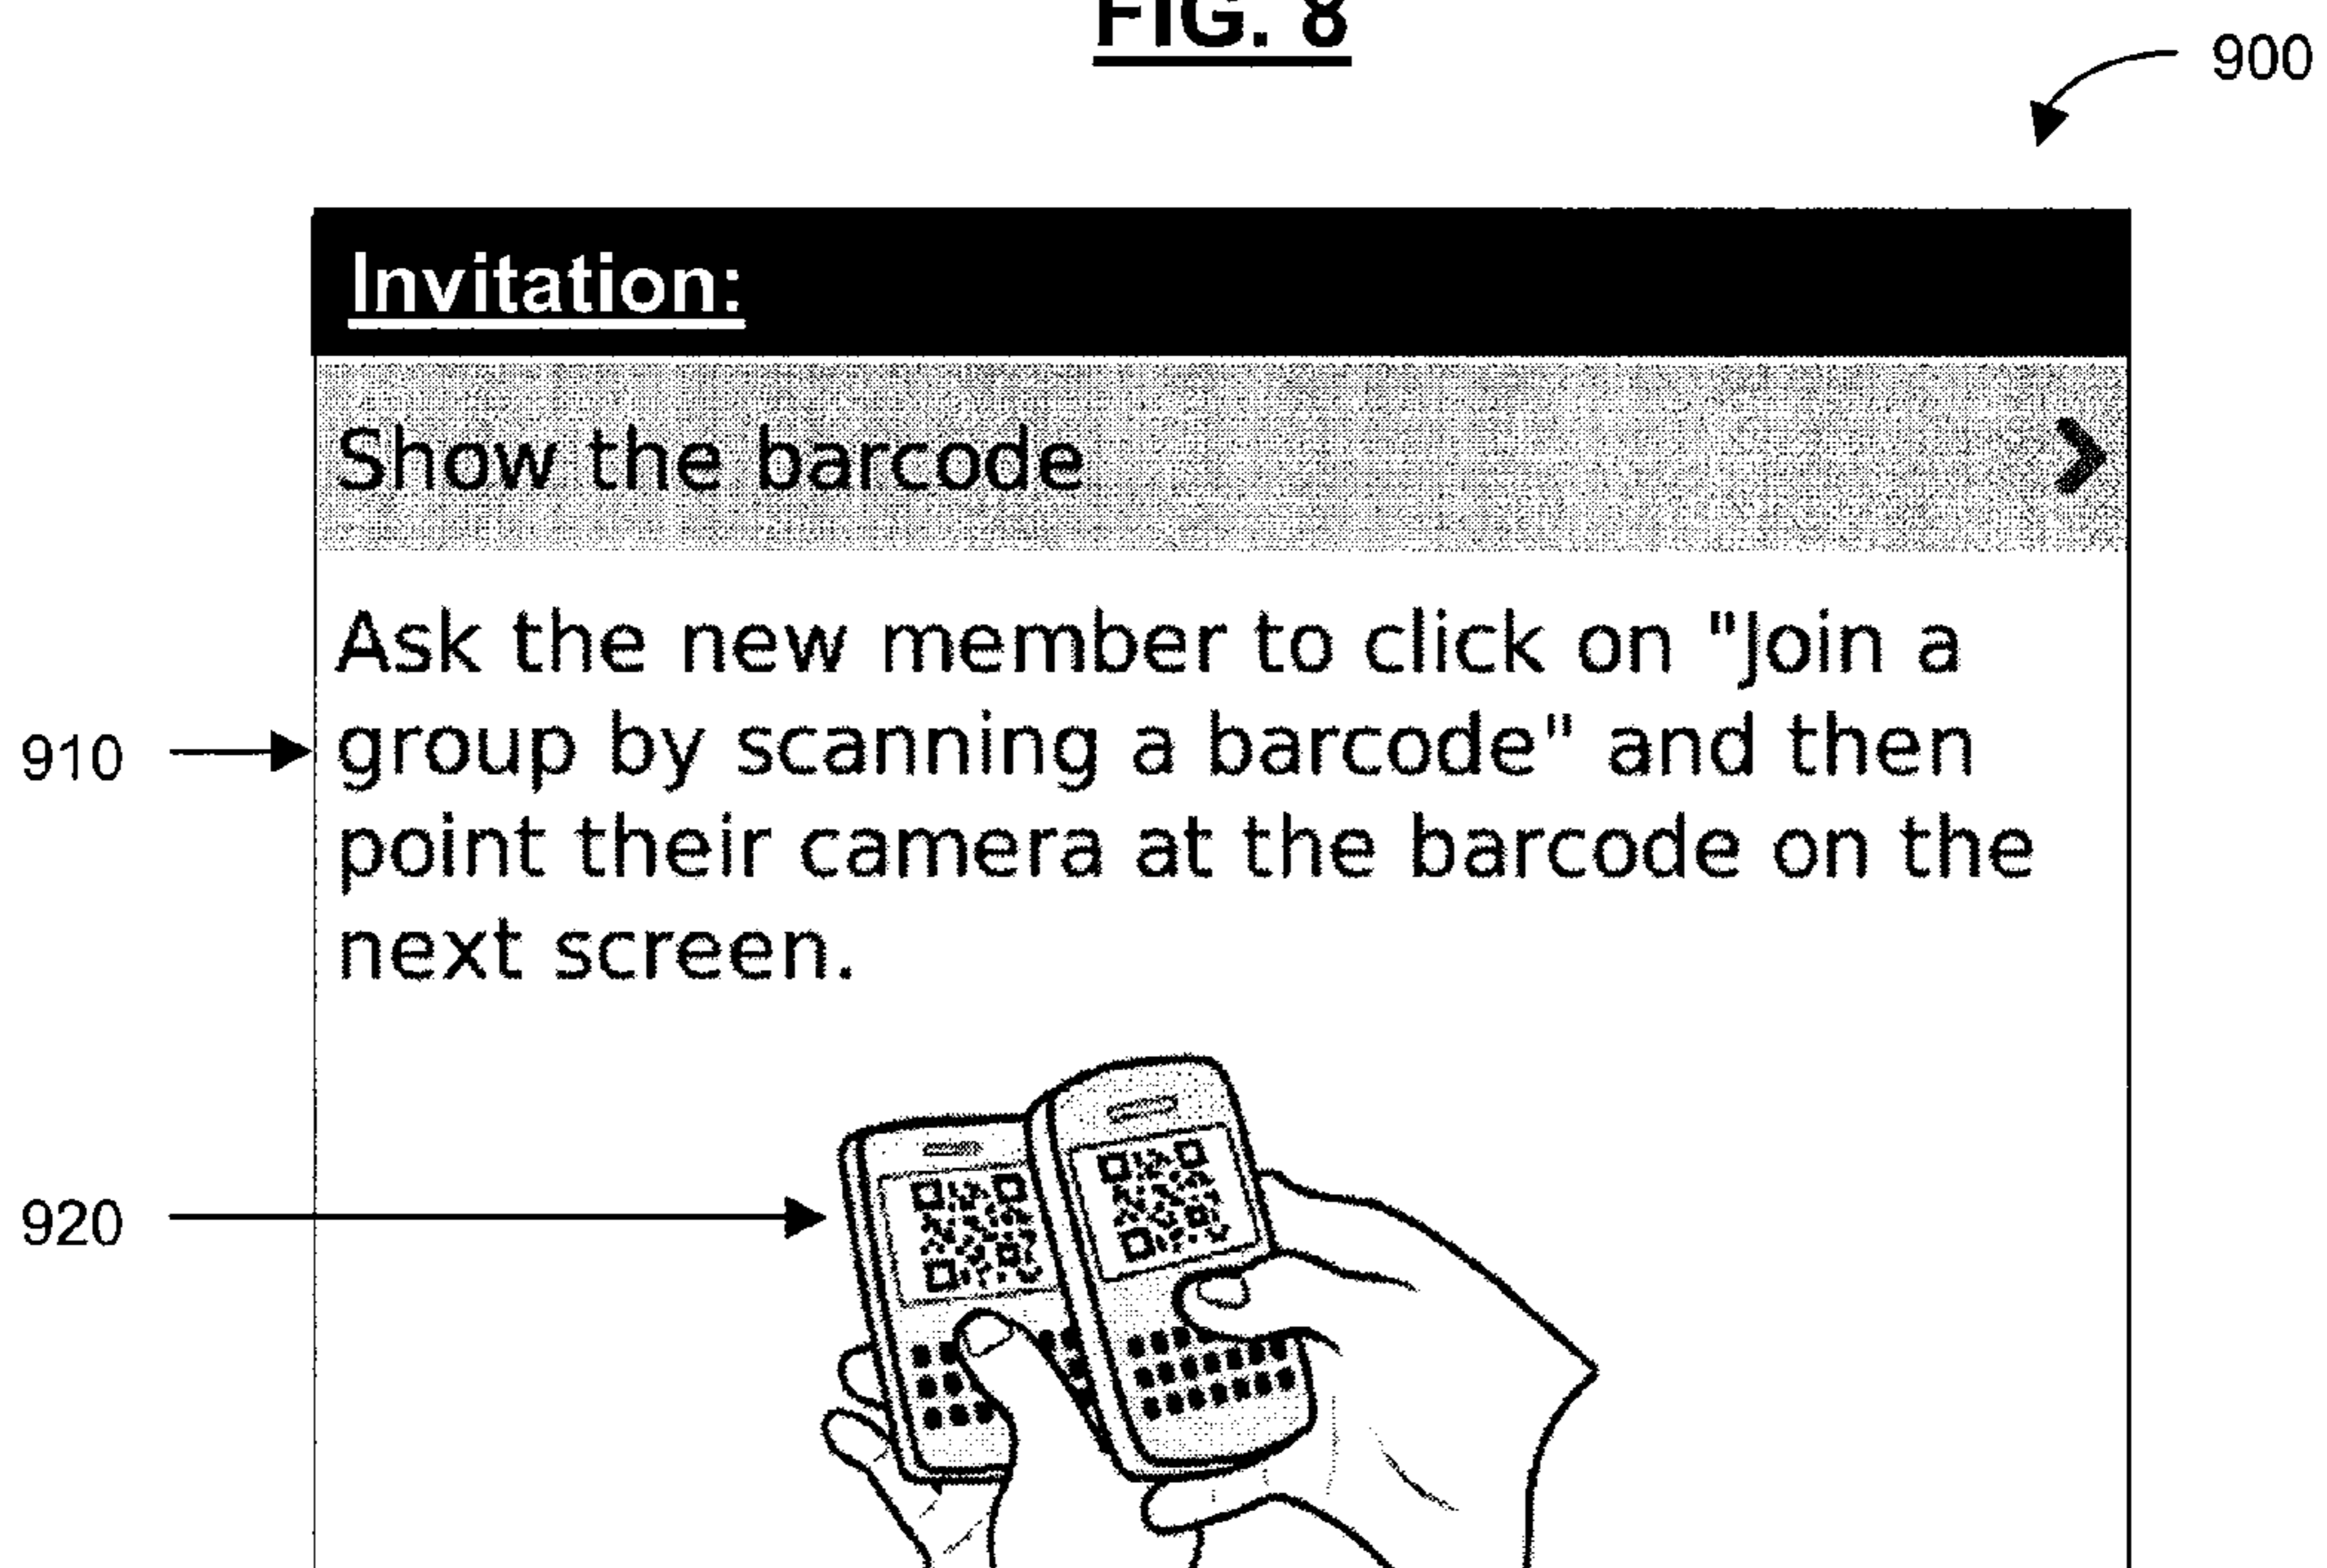 FIG. 8
900
Invitation:
Show the barcode
Ask the new member to click on "Join a
910
group by scanning a barcode" and then
point their camera at the barcode on the
next screen.
920